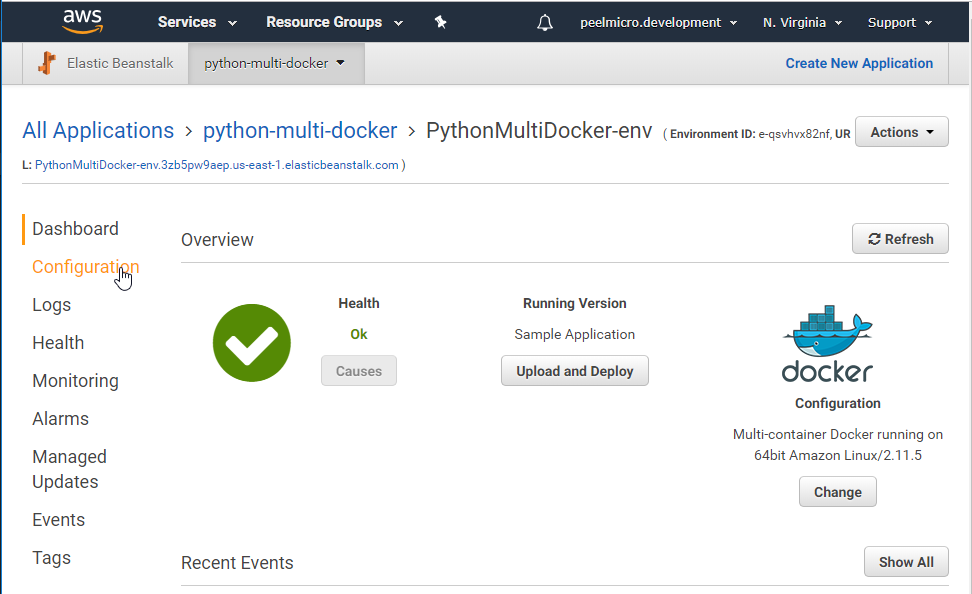 aws Services Resource Groups peelmicro.development N. Virginia Support
Elastic Beanstalk python-multi-docker Create New Application
All Applications > python-multi-docker > PythonMultiDocker-env ( Environment ID: e-qsvhvx82nf, UR
L: PythonMultiDocker-env.3zb5pw9aep.us-east-1.elasticbeanstalk.com )
Actions
Dashboard
Configuration
Logs
Health
Monitoring
Alarms
Managed
Updates
Events
Tags
Overview
Refresh
Health
Ok
Causes
Running Version
Sample Application
Upload and Deploy
docker
Configuration
Multi-container Docker running on
64bit Amazon Linux/2.11.5
Change
Recent Events
Show All